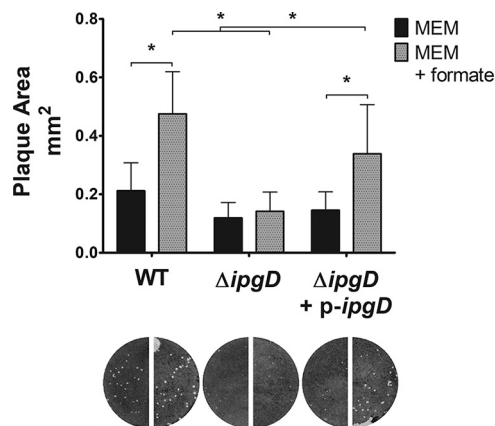 * *
0.8
0.6
0.4
0.2
0.0
Plaque Area
mm²
*
*
MEM
MEM
+ formate
WT
ΔipgD
ΔipgD
+ p-ipgD